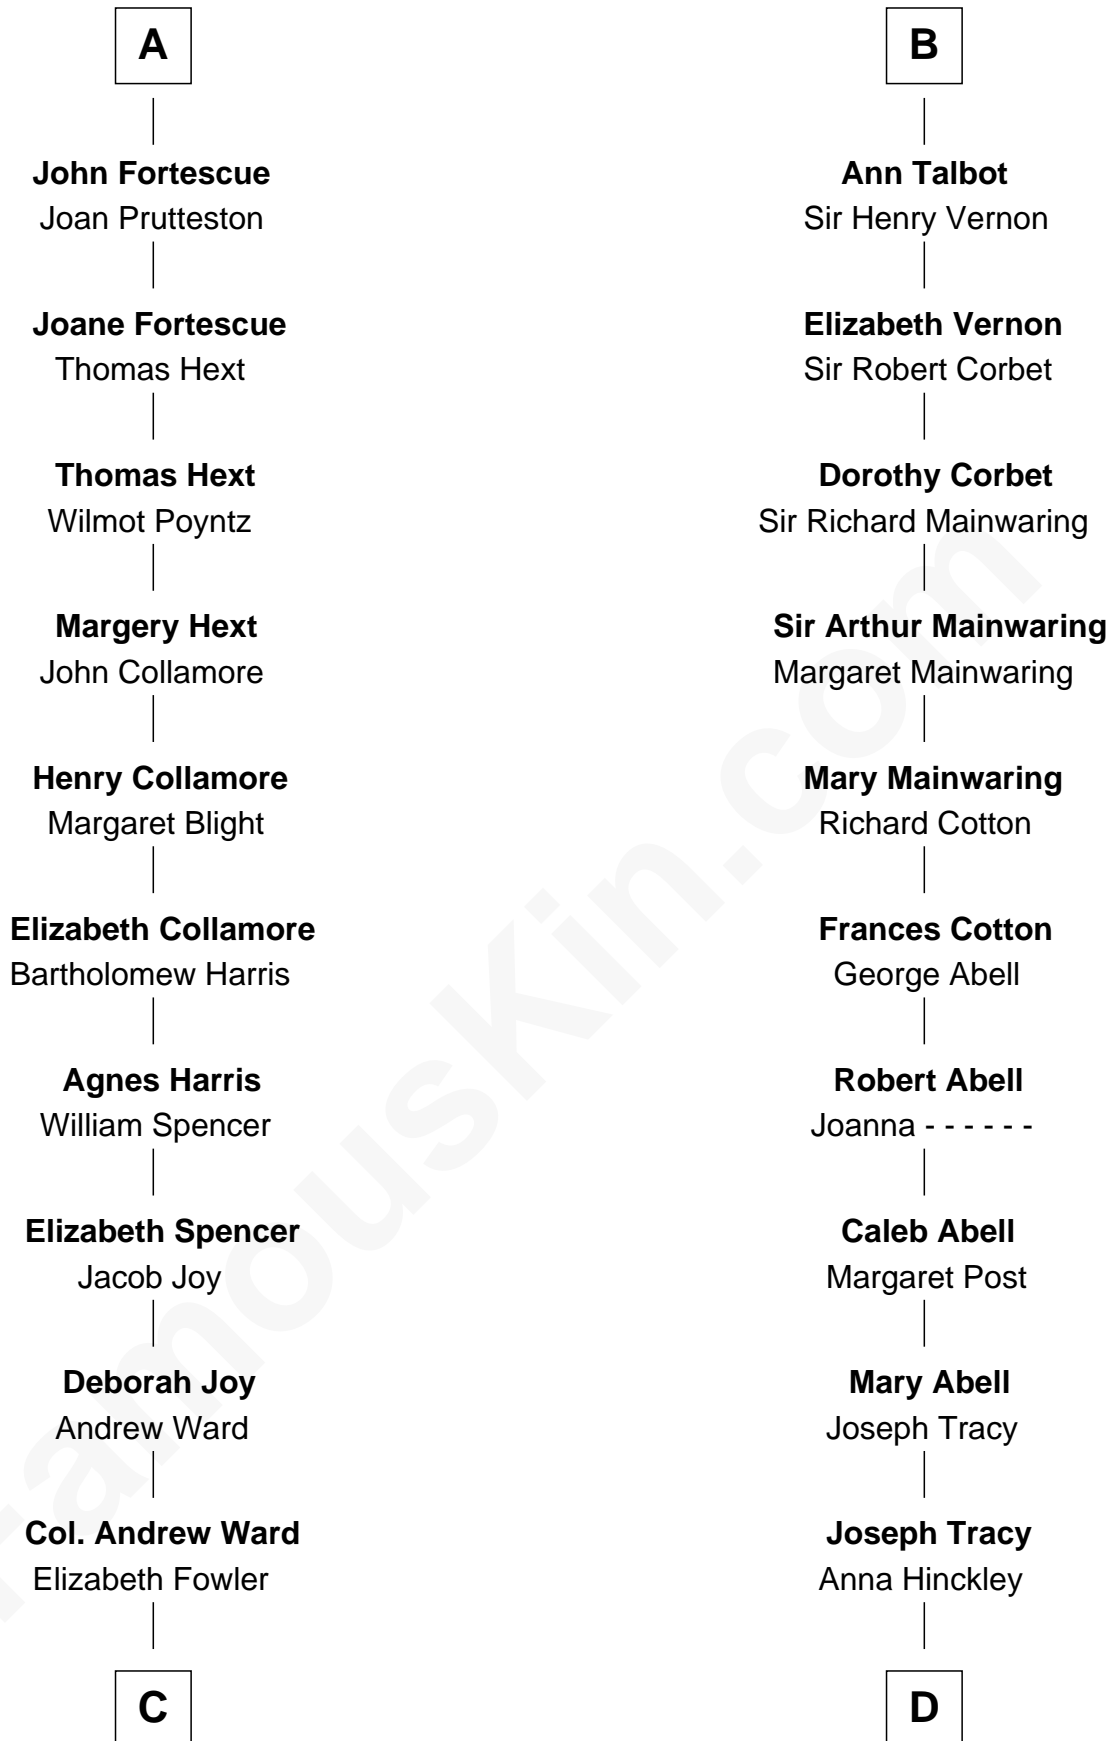 A
John Fortescue
Joan Prutteston
Joane Fortescue
Thomas Hext
Thomas Hext
Wilmot Poyntz
Margery Hext
John Collamore
Henry Collamore
Margaret Blight
Elizabeth Collamore
Bartholomew Harris
Agnes Harris
William Spencer
Elizabeth Spencer
Jacob Joy
Deborah Joy
Andrew Ward
Col. Andrew Ward
Elizabeth Fowler
C
B
Ann Talbot
Sir Henry Vernon
Elizabeth Vernon
Sir Robert Corbet
Dorothy Corbet
Sir Richard Mainwaring
Sir Arthur Mainwaring
Margaret Mainwaring
Mary Mainwaring
Richard Cotton
Frances Cotton
George Abell
Robert Abell
Joanna - - - - - -
Caleb Abell
Margaret Post
Mary Abell
Joseph Tracy
Joseph Tracy
Anna Hinckley
D
FamousKin.com